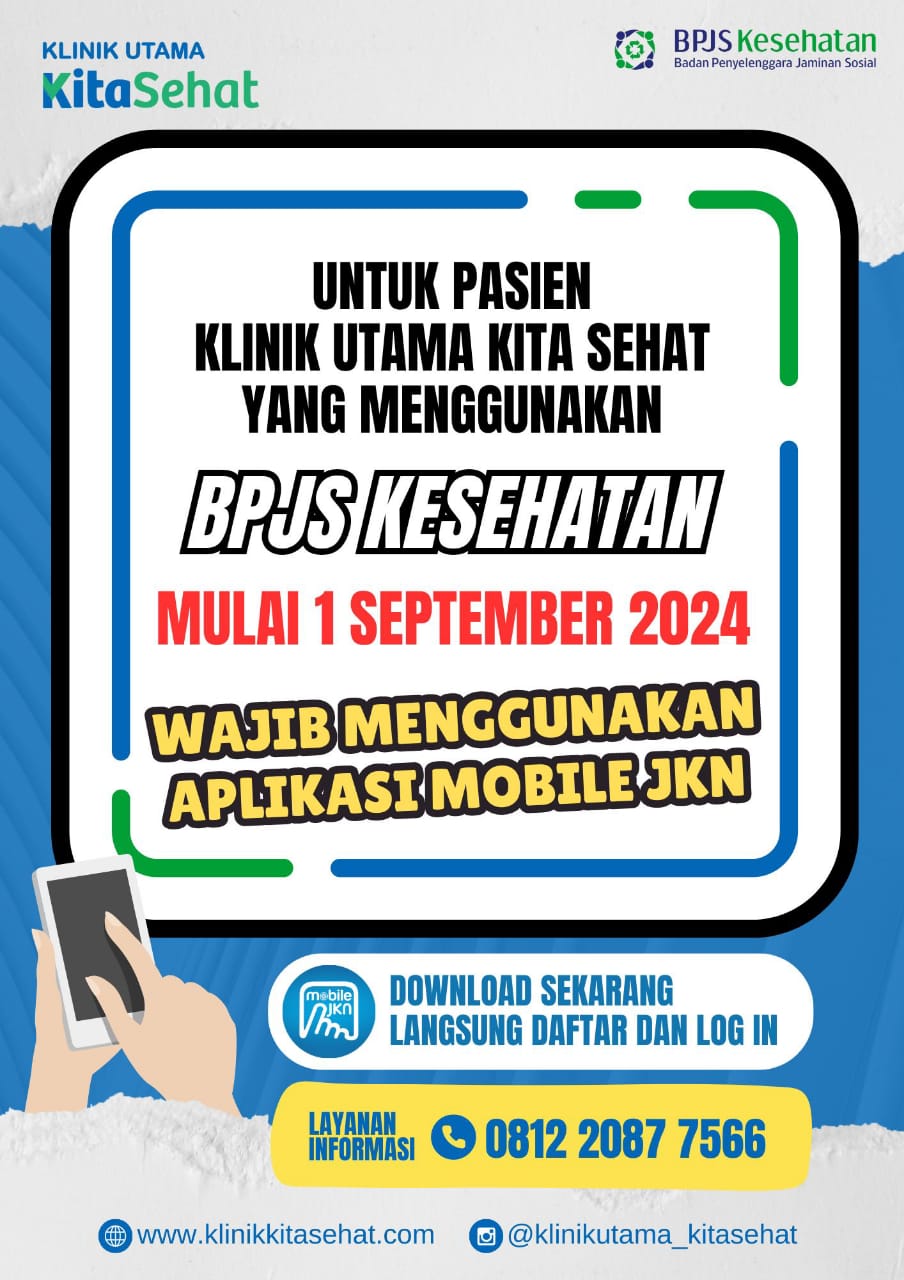 KLINIK UTAMA
KitaSehat
BPJS Kesehatan
Badan Penyelenggara Jaminan Sosial
UNTUK PASIEN
KLINIK UTAMA KITA SEHAT
YANG MENGGUNAKAN
BPJS KESEHATAN
MULAI 1 SEPTEMBER 2024
WAJIB MENGGUNAKAN
APLIKASI MOBILE JKN
mobile
JKN
DOWNLOAD SEKARANG
LANGSUNG DAFTAR DAN LOG IN
LAYANAN
INFORMASI
0812 2087 7566
www.klinikkitasehat.com
@klinikutama_kitasehat